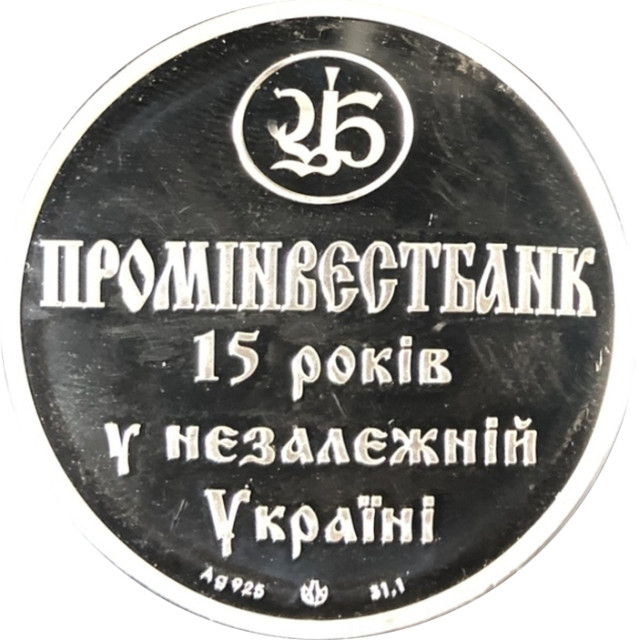 ПРОМІНВЕСТБАНК
15 років
у незалежній
Україні
Ag 925 31,1